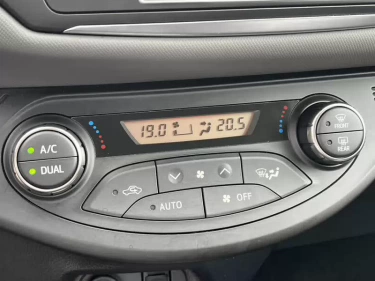 19.0 20.5
A/C
DUAL
FRONT
REAR
AUTO
OFF